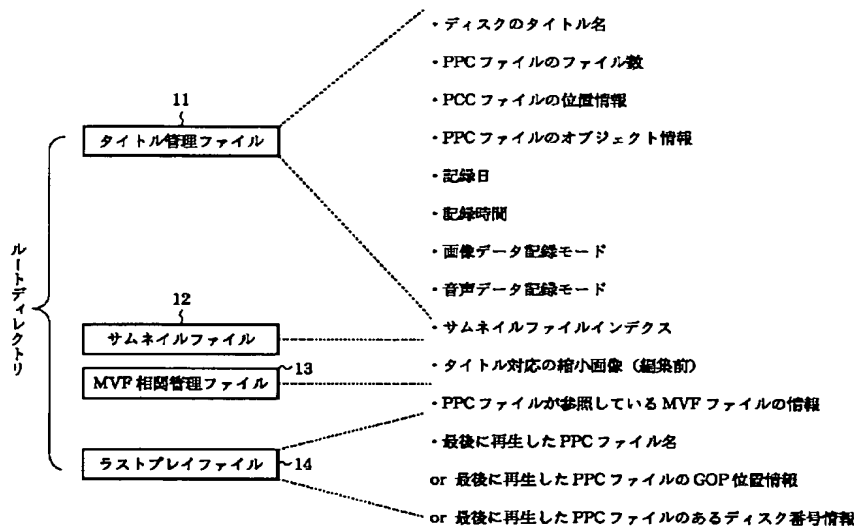 ・ディスクのタイトル名
・PPCファイルのファイル数
11
・PCCファイルの位置情報
タイトル管理ファイル
・PPCファイルのオブジェクト情報
・記録日
・記録時間
・画像データ記録モード
・音声データ記録モード
ルートディレクトリ
12
・サムネイルファイルインデクス
サムネイルファイル
13
・タイトル対応の縮小画像（編集前）
MVF相関管理ファイル
・PPCファイルが参照しているMVFファイルの情報
・最後に再生したPPCファイル名
ラストプレイファイル
14
or 最後に再生したPPCファイルのGOP位置情報
or 最後に再生したPPCファイルのあるディスク番号情報